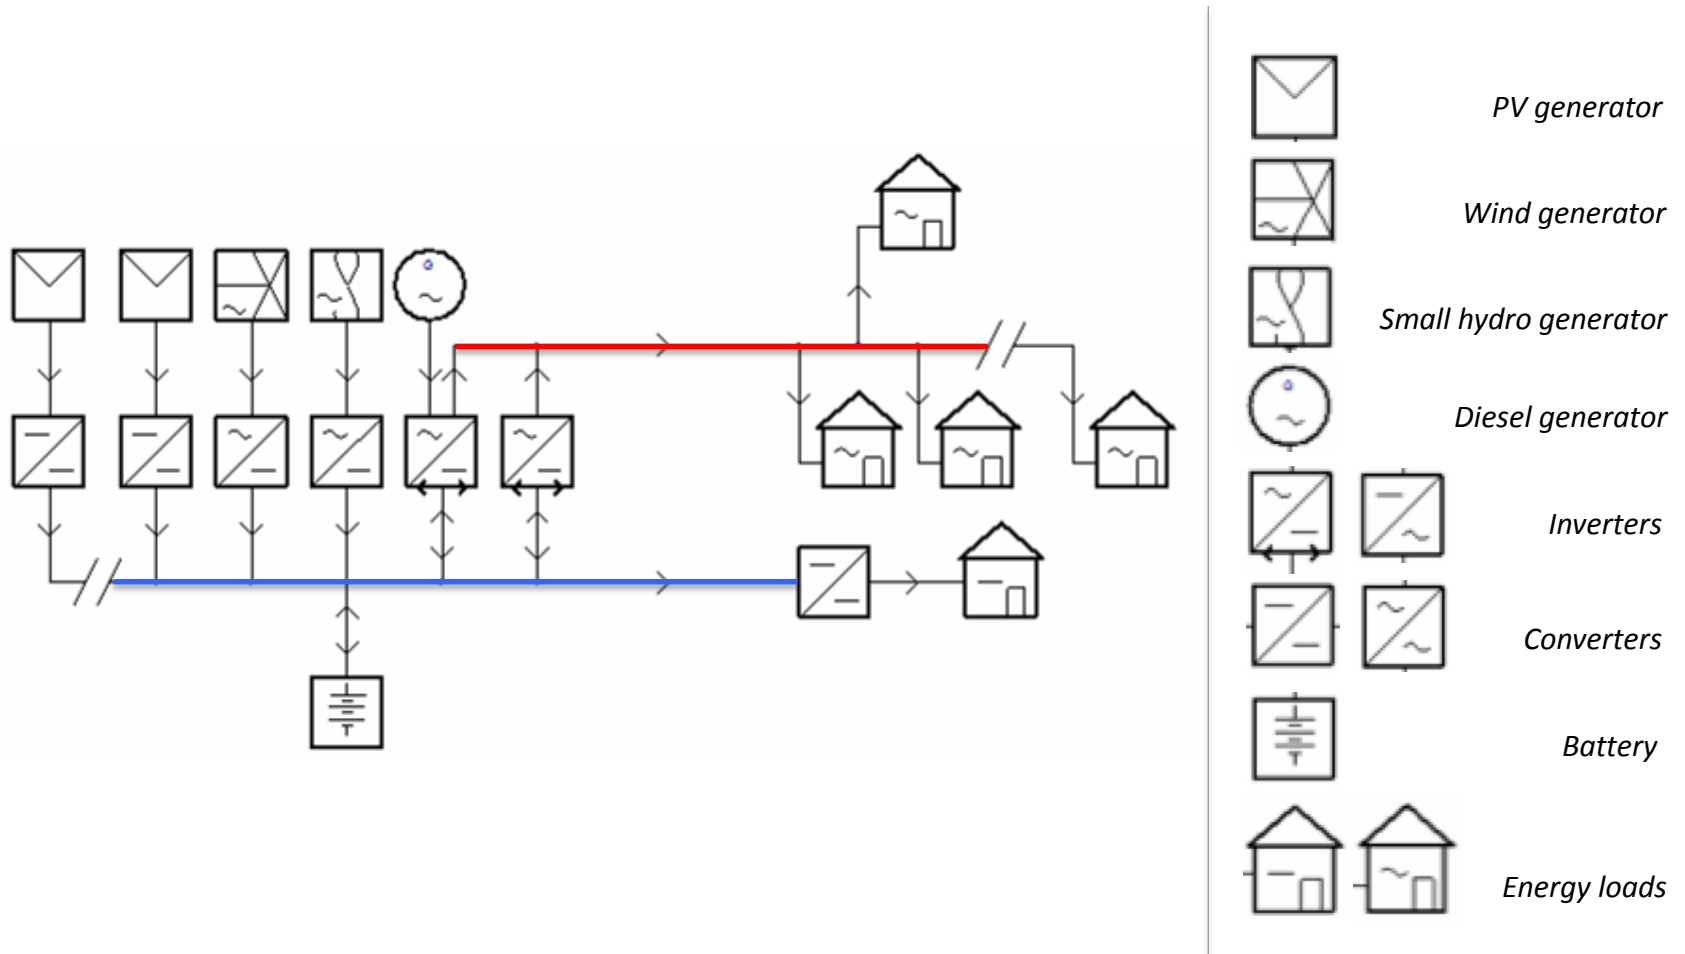 PV generator
Wind generator
Small hydro generator
Diesel generator
Inverters
Converters
Battery
Energy loads